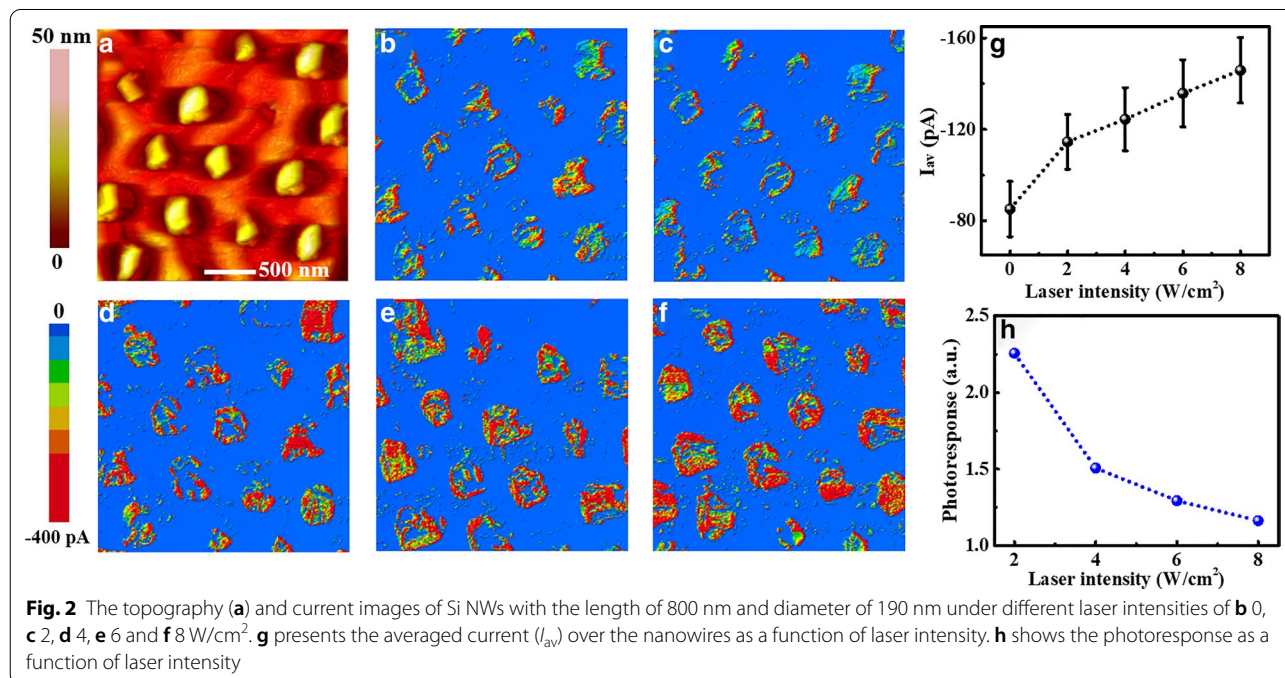 50 nm
0
a
500 nm
b
c
0
-400 pA
d
e
f
g
-160
-120
-80
I_av (pA)
0 2 4 6 8
Laser intensity (W/cm²)
h
2.5
2.0
1.5
1.0
Photoresponse (a.u.)
2 4 6 8
Laser intensity (W/cm²)
Fig. 2 The topography (a) and current images of Si NWs with the length of 800 nm and diameter of 190 nm under different laser intensities of b 0,
c 2, d 4, e 6 and f 8 W/cm². g presents the averaged current (I_av) over the nanowires as a function of laser intensity. h shows the photoresponse as a
function of laser intensity